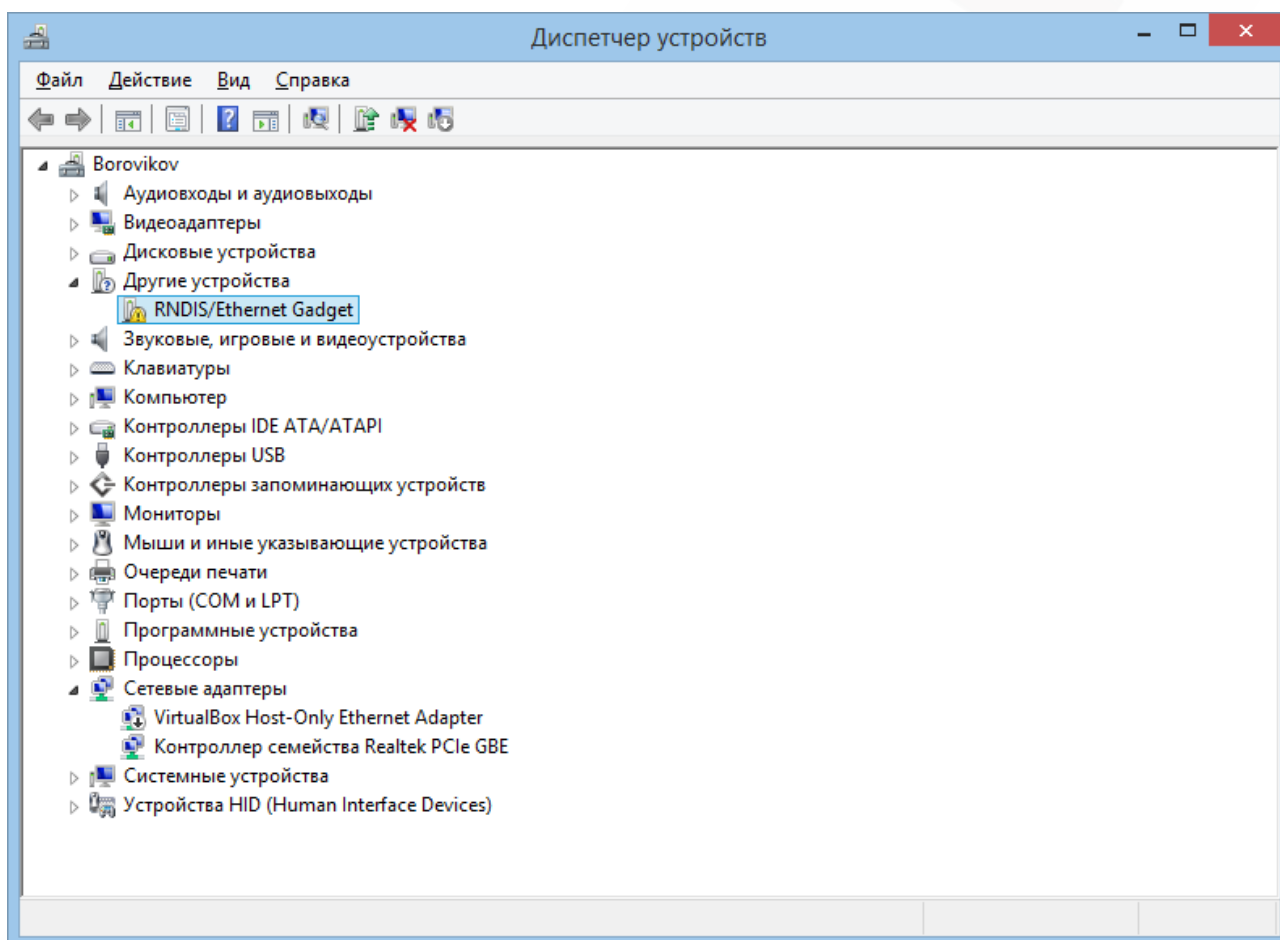 Диспетчер устройств
Файл Действие Вид Справка
Borovikov
Аудиовходы и аудиовыходы
Видеоадаптеры
Дисковые устройства
Другие устройства
RNDIS/Ethernet Gadget
Звуковые, игровые и видеоустройства
Клавиатуры
Компьютер
Контроллеры IDE ATA/ATAPI
Контроллеры USB
Контроллеры запоминающих устройств
Мониторы
Мыши и иные указывающие устройства
Очереди печати
Порты (COM и LPT)
Программные устройства
Процессоры
Сетевые адаптеры
VirtualBox Host-Only Ethernet Adapter
Контроллер семейства Realtek PCIe GBE
Системные устройства
Устройства HID (Human Interface Devices)